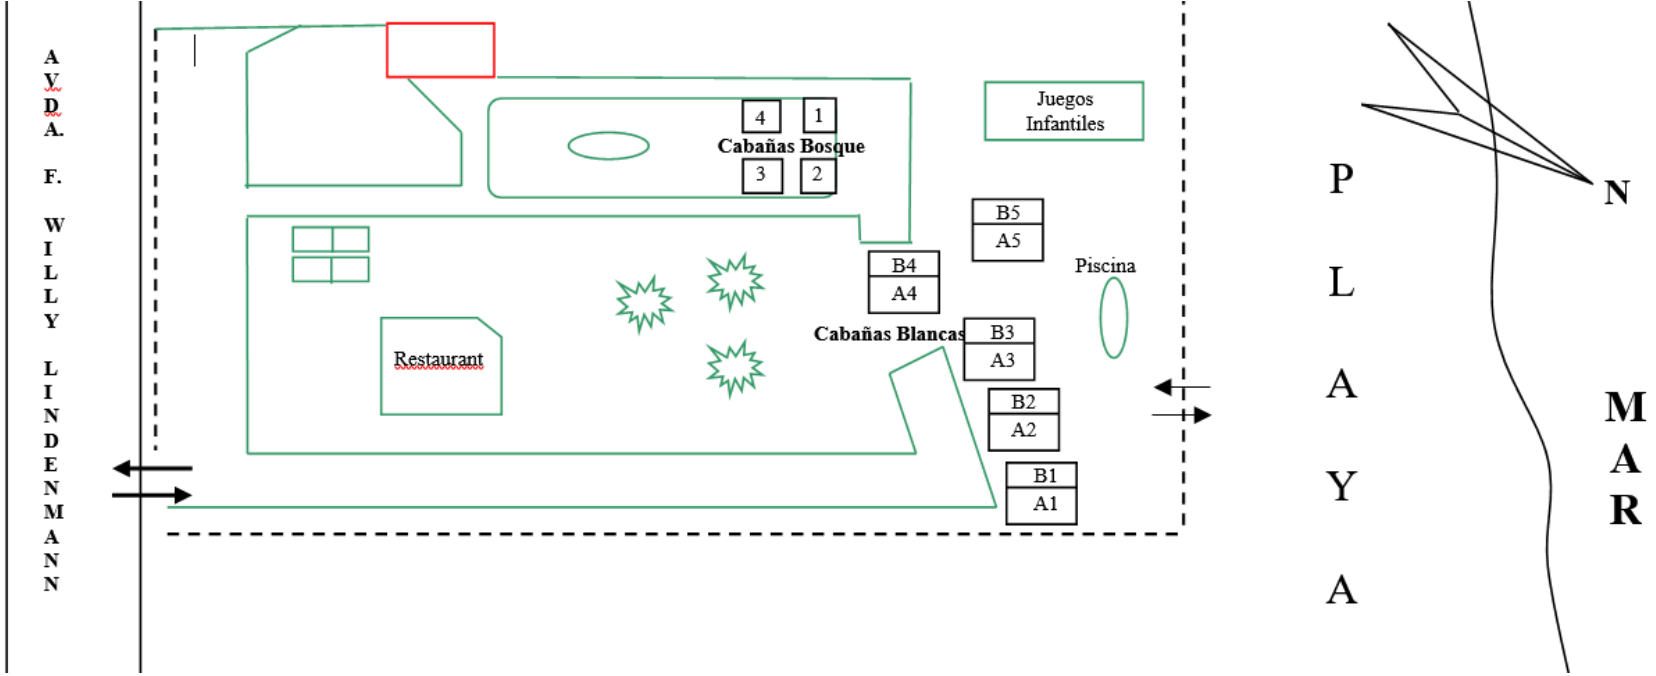 AVDA. F. WILLY LINDENMANN
Juegos
Infantiles
4
1
Cabañas Bosque
3
2
B5
A5
B4
A4
Piscina
Cabañas Blancas
B3
A3
Restaurant
B2
A2
B1
A1
PLAYA
N
MAR